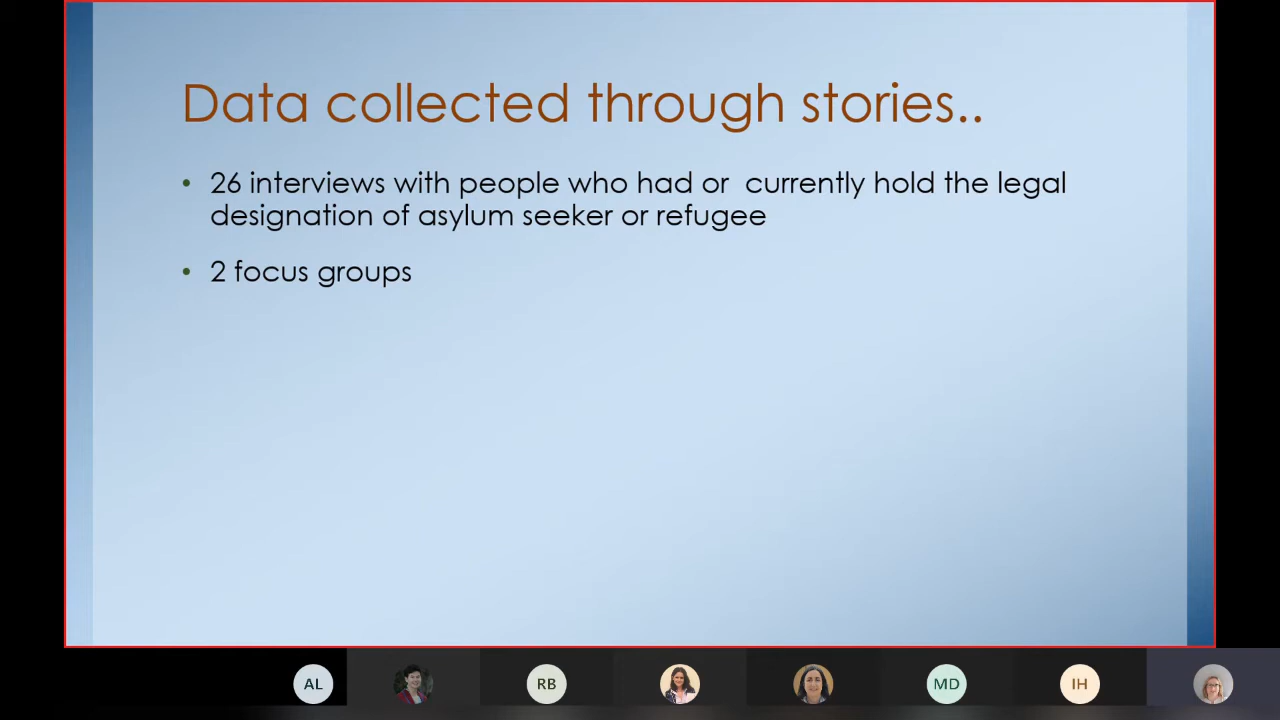 Data collected through stories..
• 26 interviews with people who had or  currently hold the legal
designation of asylum seeker or refugee
• 2 focus groups
AL
RB
MD
IH